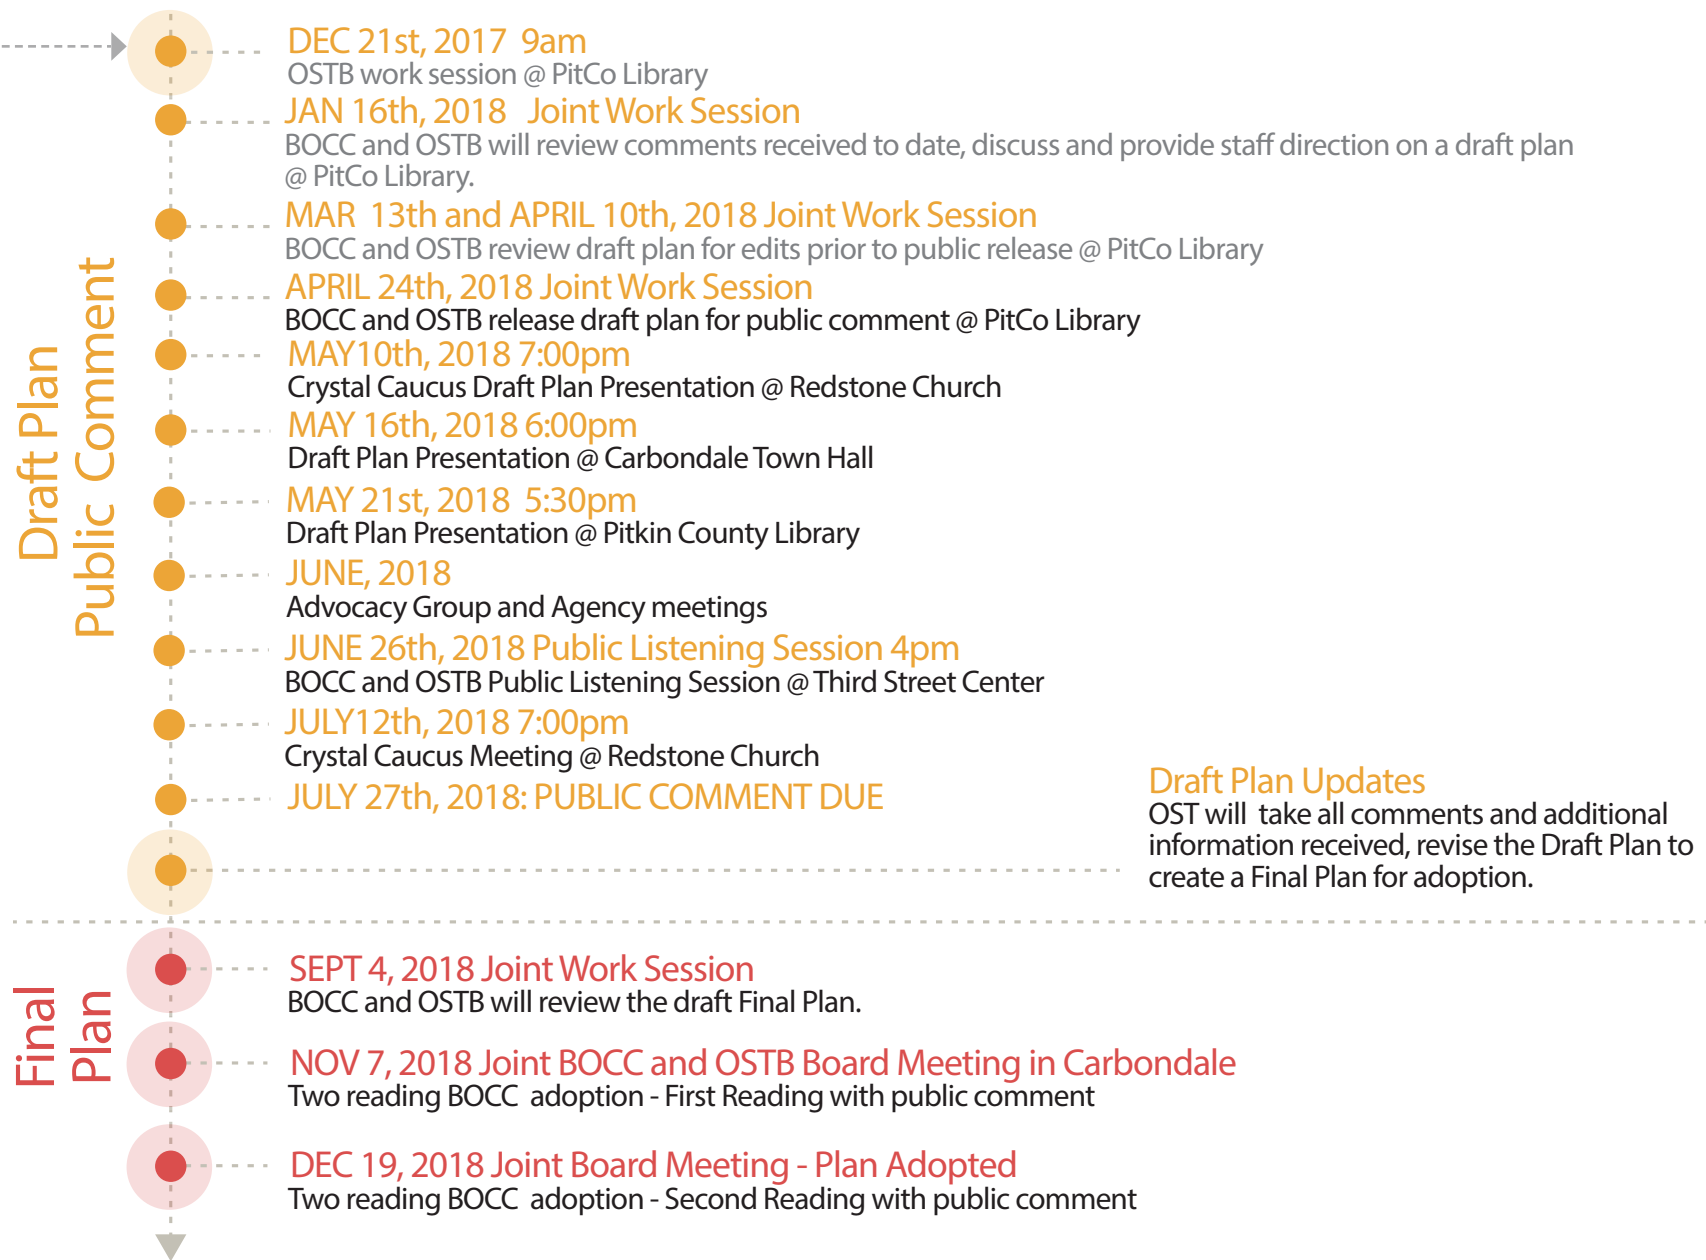 DEC 21st, 2017 9am
OSTB work session @ PitCo Library
JAN 16th, 2018 Joint Work Session
BOCC and OSTB will review comments received to date, discuss and provide staff direction on a draft plan
@ PitCo Library.
MAR 13th and APRIL 10th, 2018 Joint Work Session
BOCC and OSTB review draft plan for edits prior to public release @ PitCo Library
APRIL 24th, 2018 Joint Work Session
BOCC and OSTB release draft plan for public comment @ PitCo Library
MAY10th, 2018 7:00pm
Crystal Caucus Draft Plan Presentation @ Redstone Church
MAY 16th, 2018 6:00pm
Draft Plan Presentation @ Carbondale Town Hall
MAY 21st, 2018 5:30pm
Draft Plan Presentation @ Pitkin County Library
JUNE, 2018
Advocacy Group and Agency meetings
JUNE 26th, 2018 Public Listening Session 4pm
BOCC and OSTB Public Listening Session @ Third Street Center
JULY12th, 2018 7:00pm
Crystal Caucus Meeting @ Redstone Church
JULY 27th, 2018: PUBLIC COMMENT DUE
Draft Plan
Public Comment
Draft Plan Updates
OST will take all comments and additional
information received, revise the Draft Plan to
create a Final Plan for adoption.
Final
Plan
SEPT 4, 2018 Joint Work Session
BOCC and OSTB will review the draft Final Plan.
NOV 7, 2018 Joint BOCC and OSTB Board Meeting in Carbondale
Two reading BOCC adoption - First Reading with public comment
DEC 19, 2018 Joint Board Meeting - Plan Adopted
Two reading BOCC adoption - Second Reading with public comment